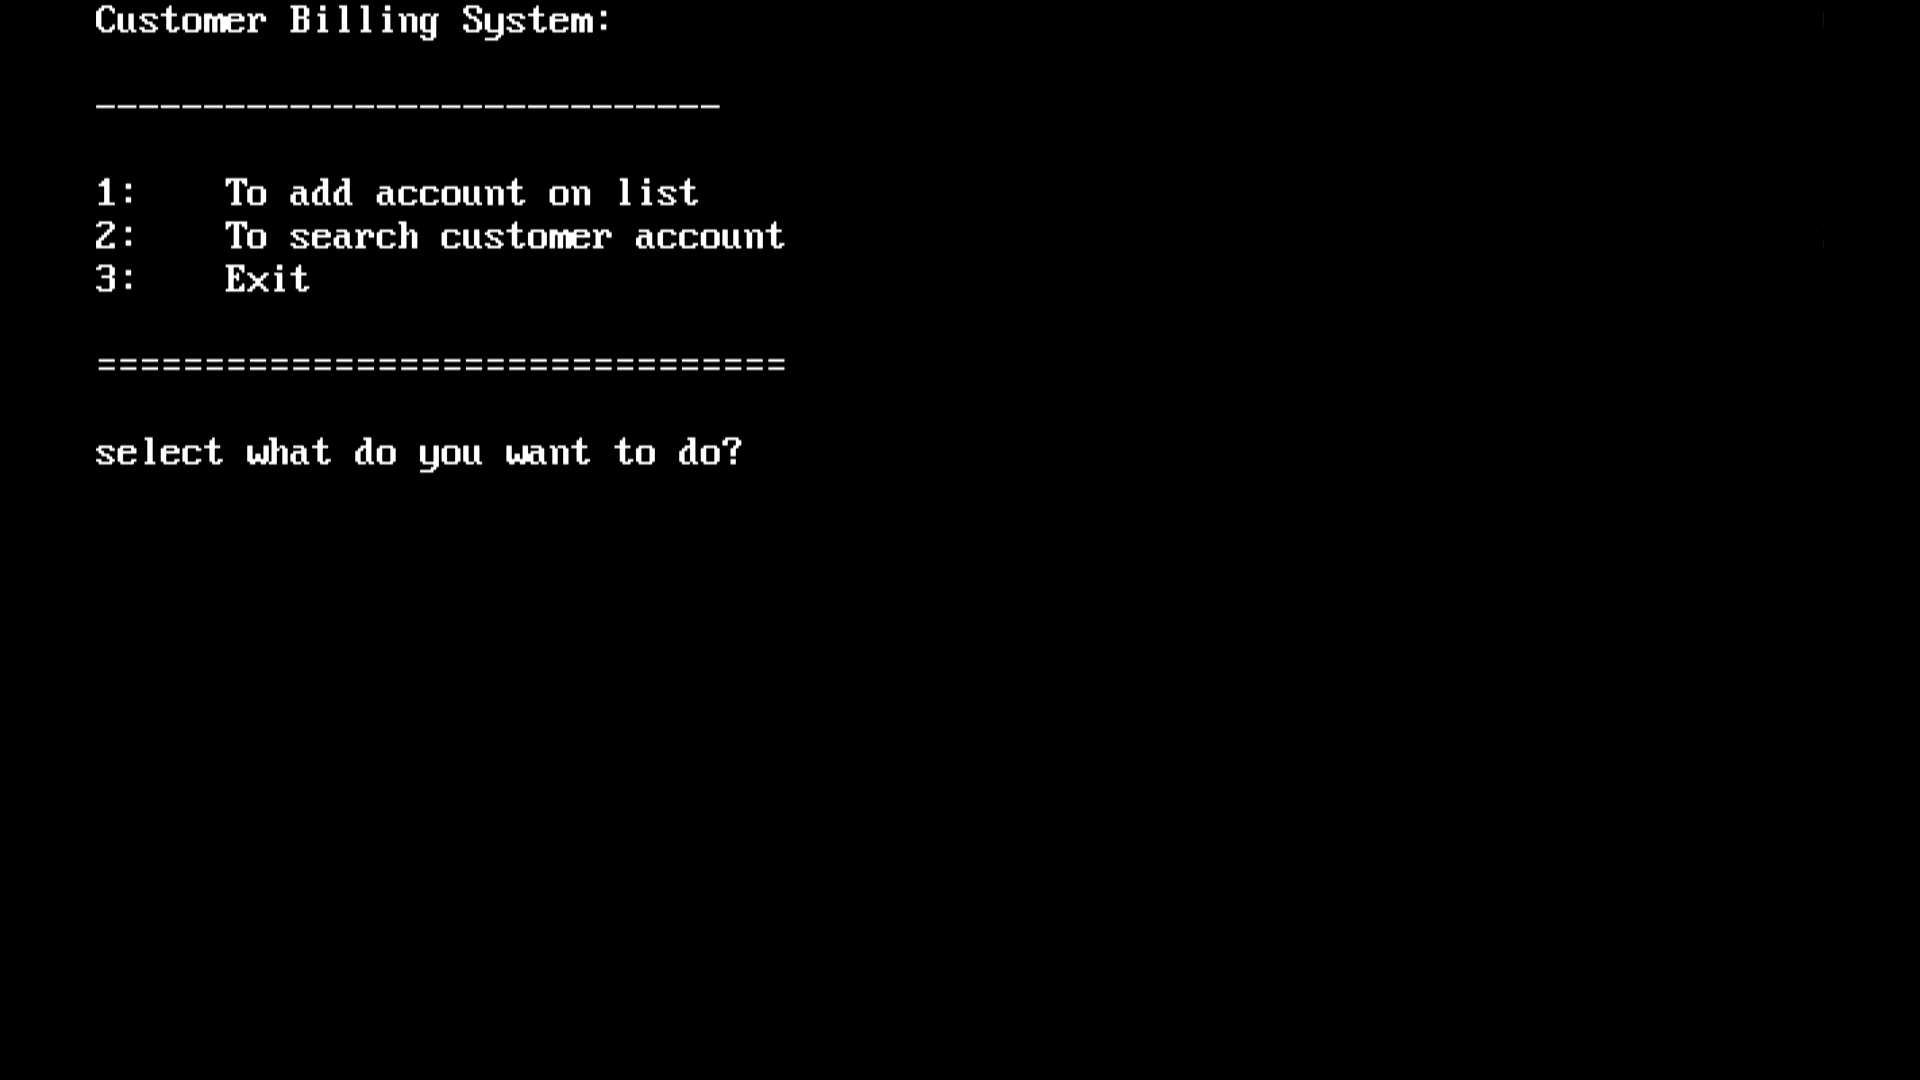 Customer Billing System:
-----------------------------
1:    To add account on list
2:    To search customer account
3:    Exit
================================
select what do you want to do?